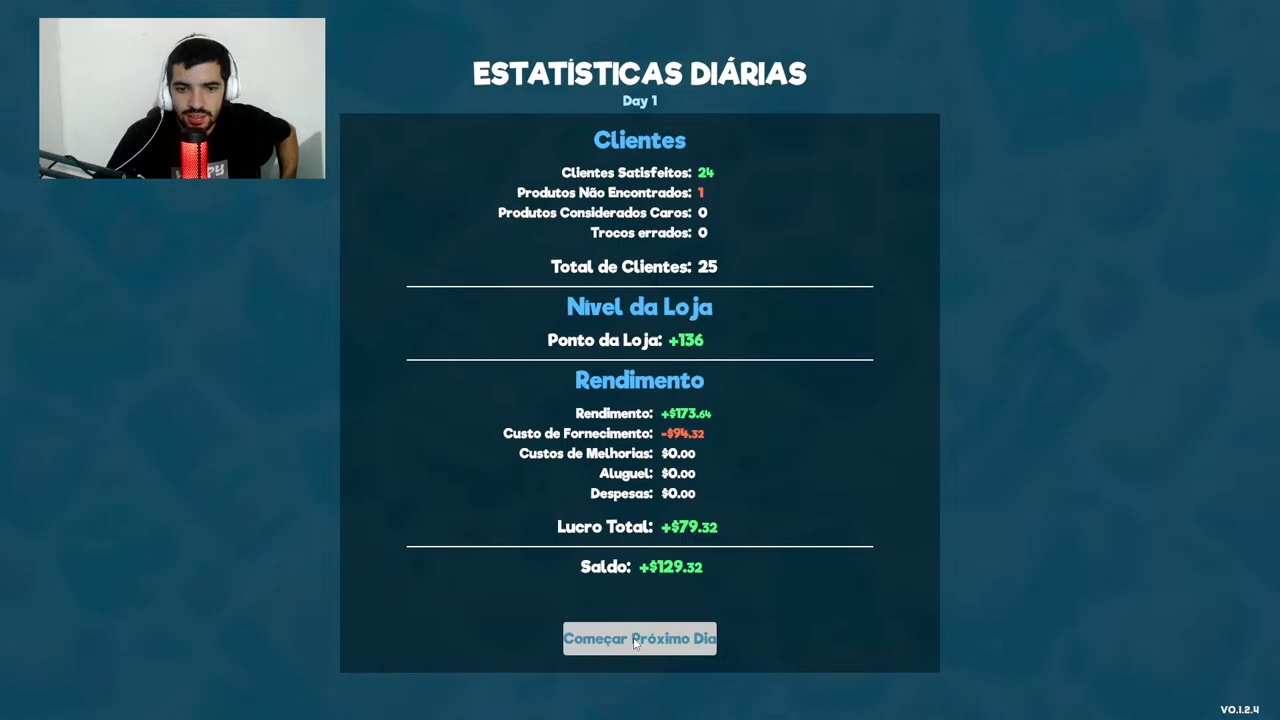 ESTATÍSTICAS DIÁRIAS
Day 1
Clientes
Clientes Satisfeitos: 24
Produtos Não Encontrados: 1
Produtos Considerados Caros: 0
Trocos errados: 0
Total de Clientes: 25
Nível da Loja
Ponto da Loja: +136
Rendimento
Rendimento: +$173.64
Custo de Fornecimento: -$94.32
Custos de Melhorias: $0.00
Aluguel: $0.00
Despesas: $0.00
Lucro Total: +$79.32
Saldo: +$129.32
Começar Próximo Dia
V0.1.2.4